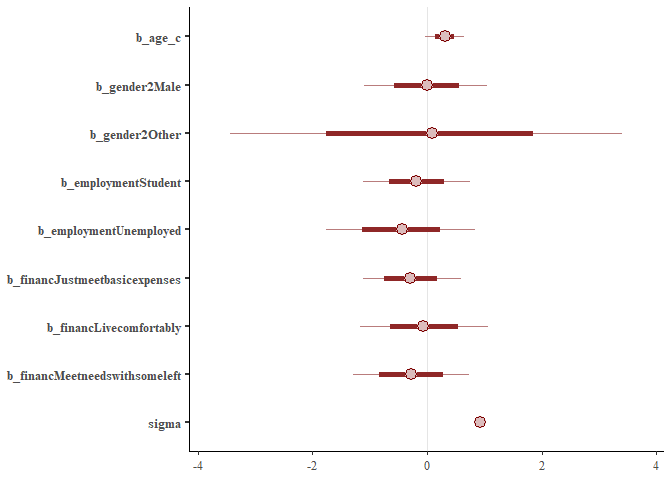 b_age_c
b_gender2Male
b_gender2Other
b_employmentStudent
b_employmentUnemployed
b_financJustmeetbasicexpenses
b_financLivecomfortably
b_financMeetneedswithsomeleft
sigma
-4 -2 0 2 4